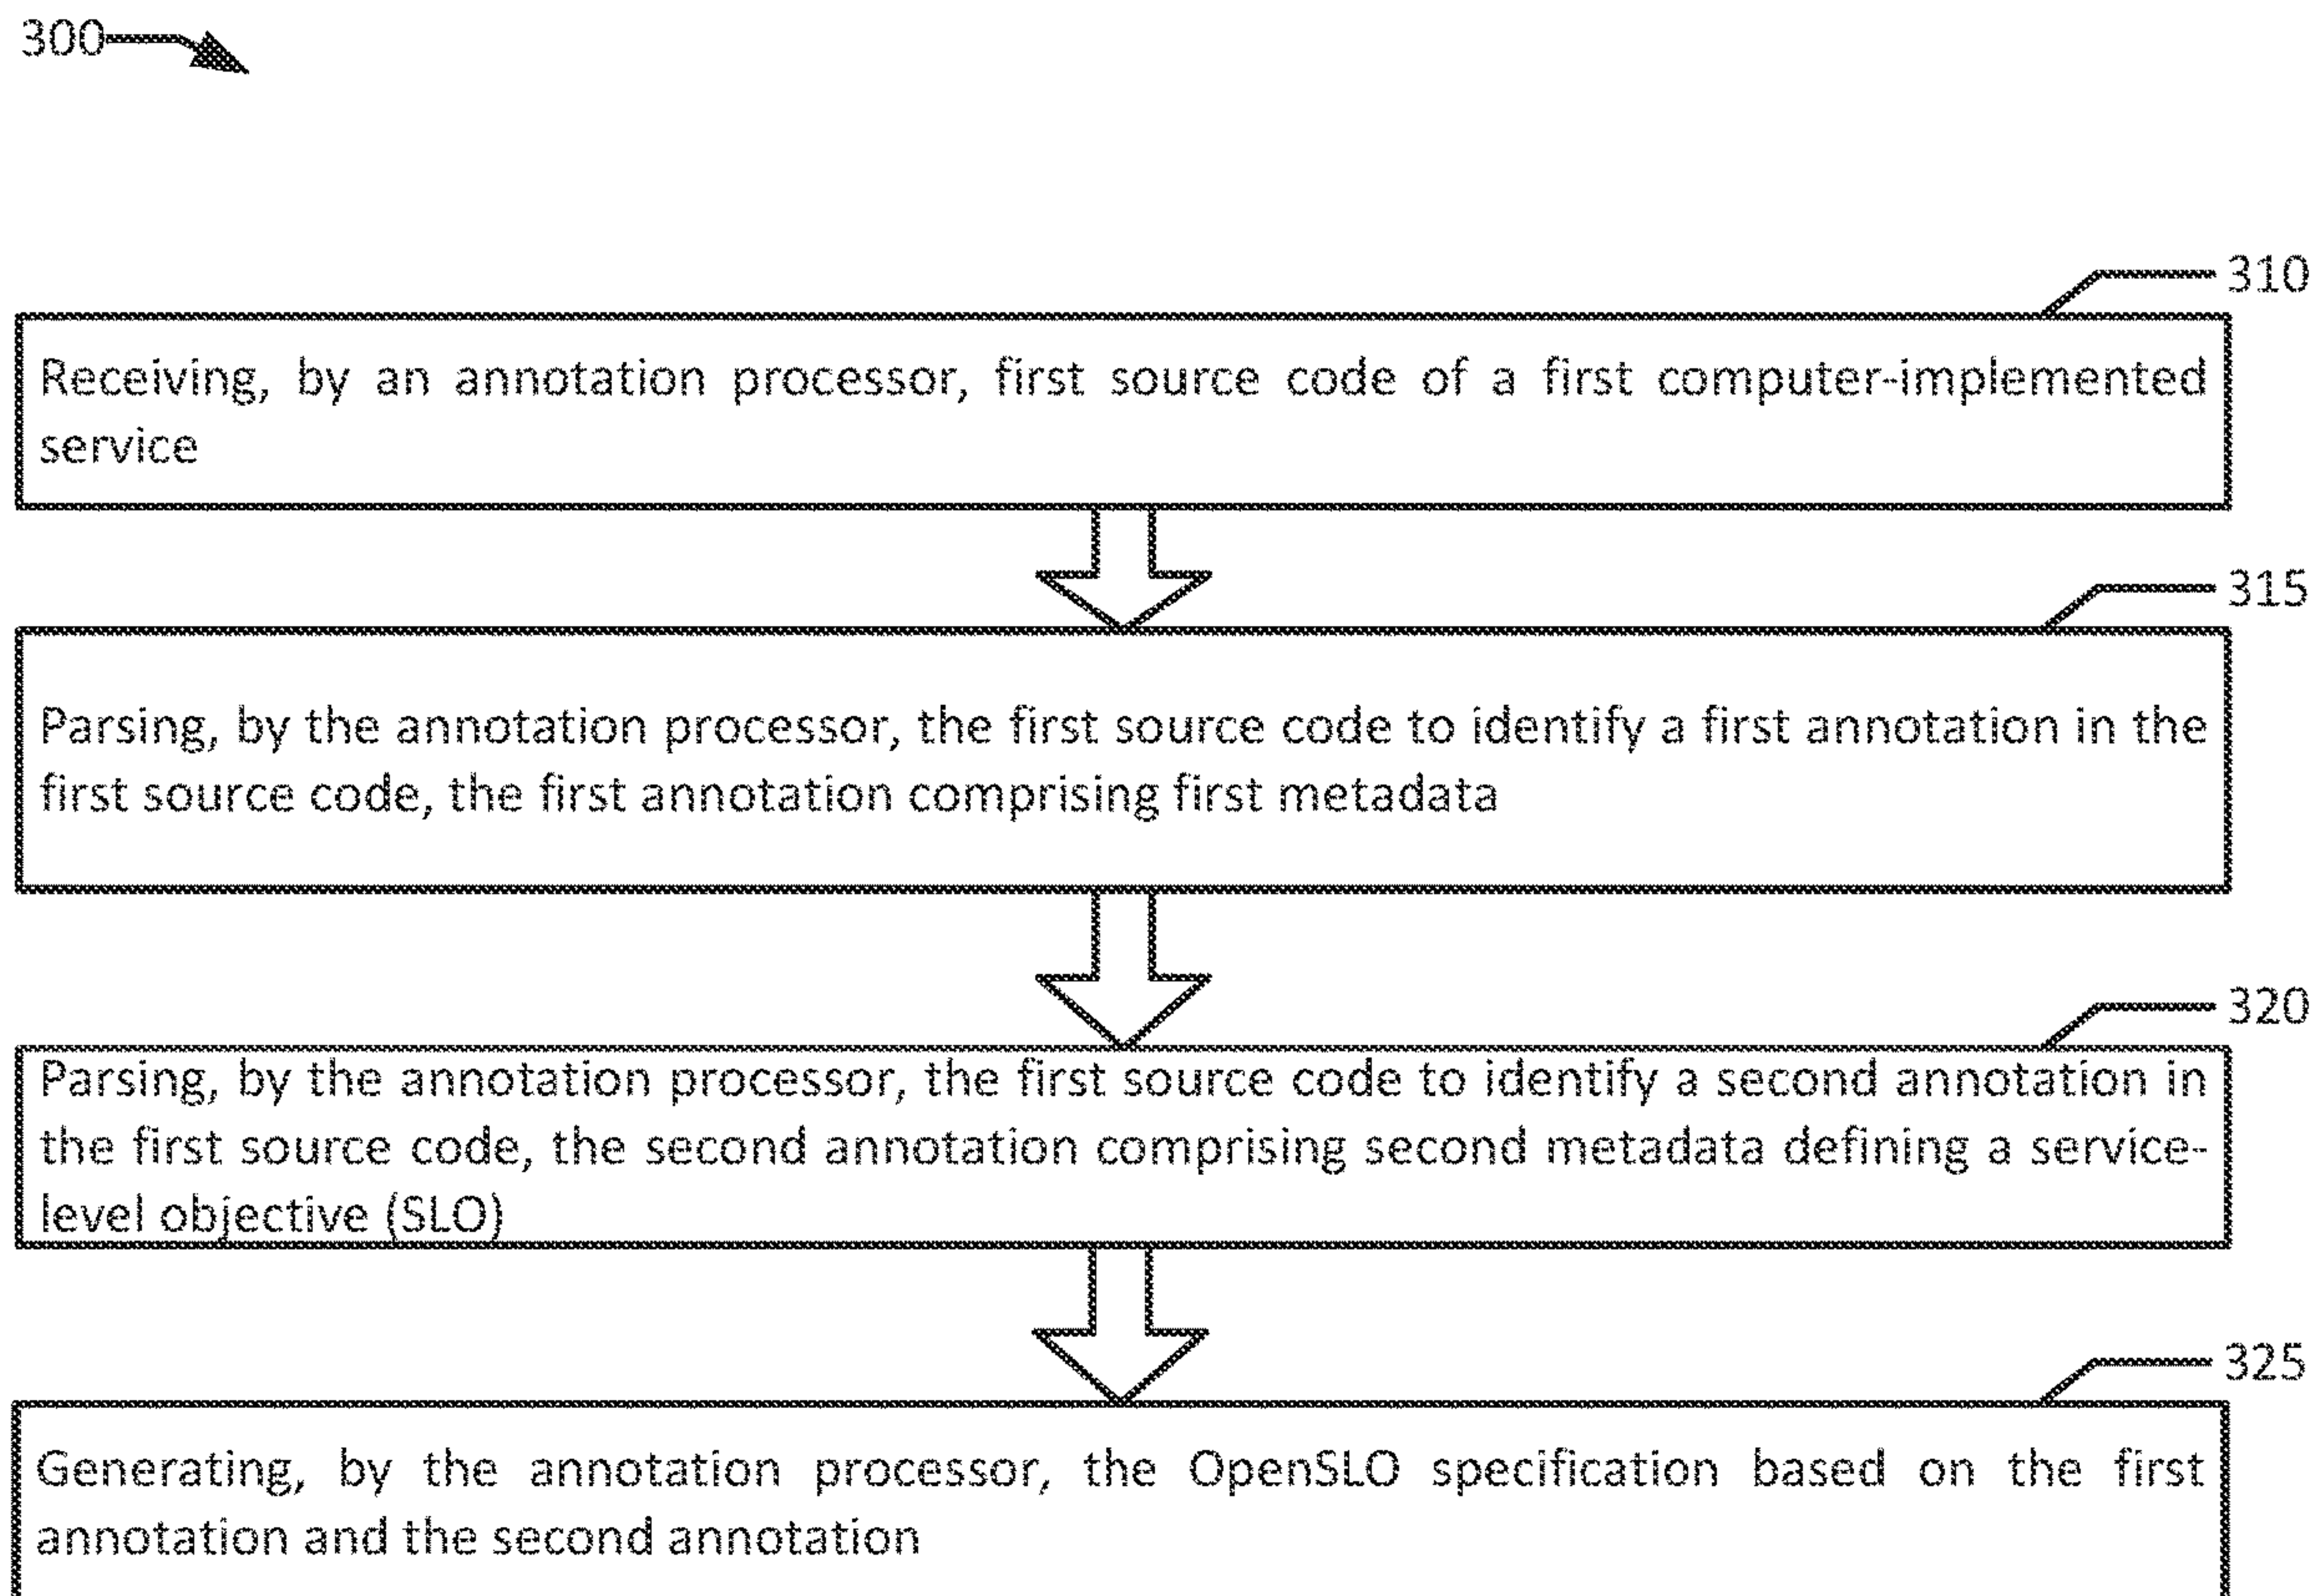 300
310
Receiving, by an annotation processor, first source code of a first computer-implemented
service
315
Parsing, by the annotation processor, the first source code to identify a first annotation in the
first source code, the first annotation comprising first metadata
320
Parsing, by the annotation processor, the first source code to identify a second annotation in
the first source code, the second annotation comprising second metadata defining a service-
level objective (SLO)
325
Generating, by the annotation processor, the OpenSLO specification based on the first
annotation and the second annotation